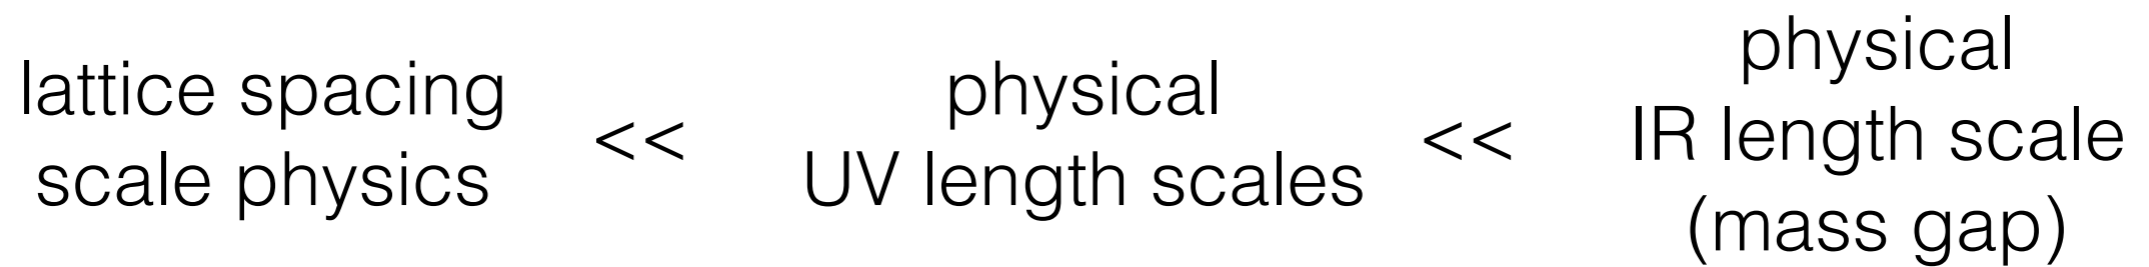 lattice spacing
scale physics
<<
physical
UV length scales
<<
physical
IR length scale
(mass gap)